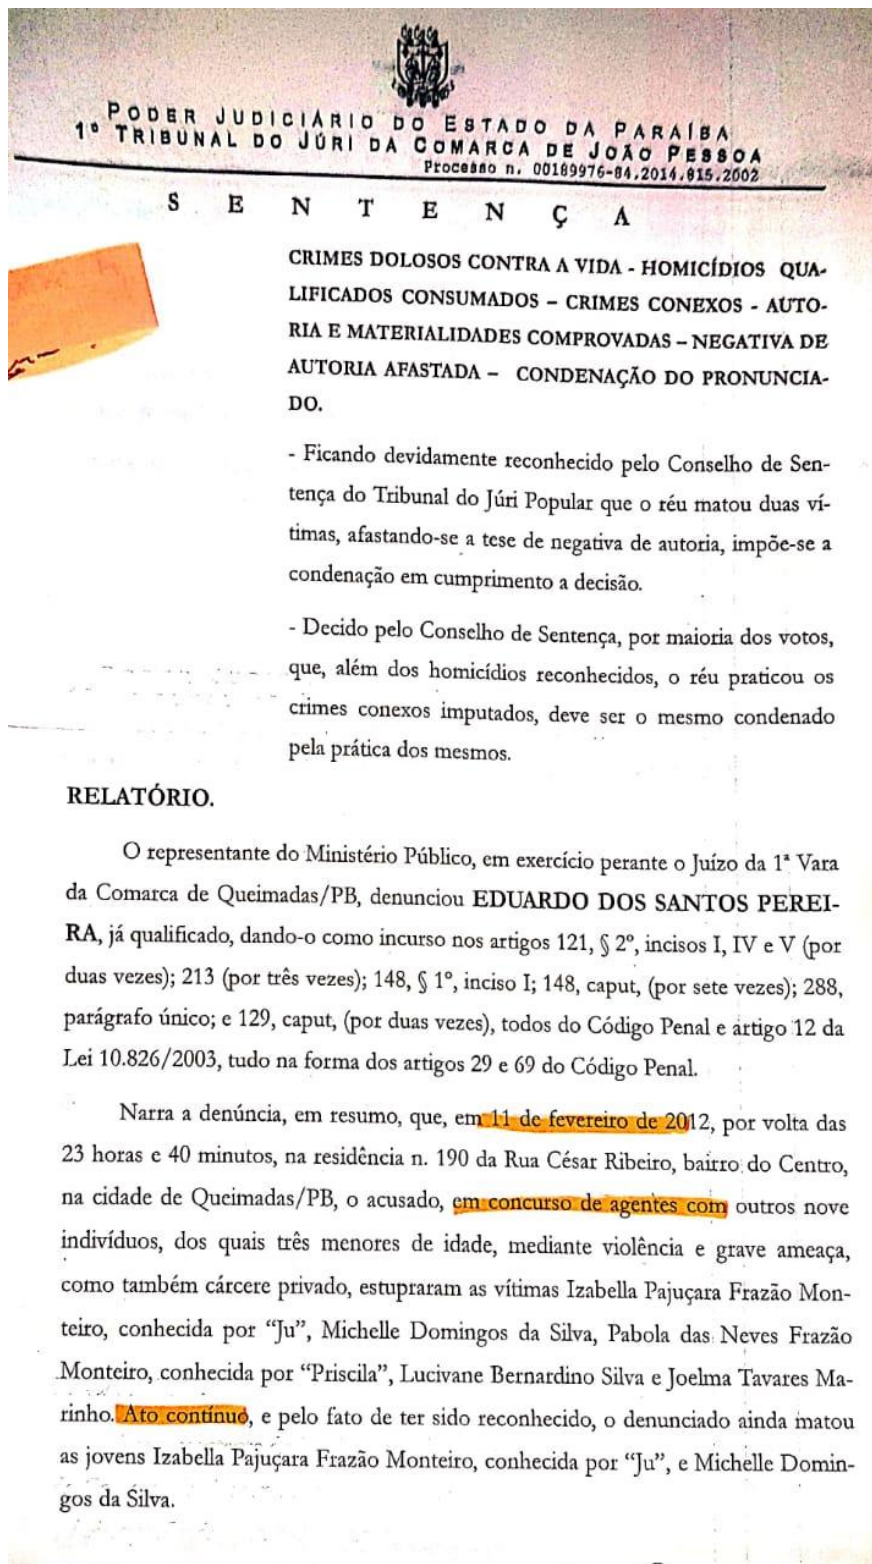 PODER JUDICIÁRIO DO ESTADO DA PARAÍBA
1º TRIBUNAL DO JÚRI DA COMARCA DE JOÃO PESSOA
Processo n. 00189976-84.2014.815.2002
S E N T E N Ç A
CRIMES DOLOSOS CONTRA A VIDA - HOMICÍDIOS QUA-
LIFICADOS CONSUMADOS – CRIMES CONEXOS - AUTO-
RIA E MATERIALIDADES COMPROVADAS – NEGATIVA DE
AUTORIA AFASTADA – CONDENAÇÃO DO PRONUNCIA-
DO.
- Ficando devidamente reconhecido pelo Conselho de Sen-
tença do Tribunal do Júri Popular que o réu matou duas ví-
timas, afastando-se a tese de negativa de autoria, impõe-se a
condenação em cumprimento a decisão.
- Decido pelo Conselho de Sentença, por maioria dos votos,
que, além dos homicídios reconhecidos, o réu praticou os
crimes conexos imputados, deve ser o mesmo condenado
pela prática dos mesmos.
RELATÓRIO.
O representante do Ministério Público, em exercício perante o Juízo da 1ª Vara
da Comarca de Queimadas/PB, denunciou EDUARDO DOS SANTOS PEREI-
RA, já qualificado, dando-o como incurso nos artigos 121, § 2º, incisos I, IV e V (por
duas vezes); 213 (por três vezes); 148, § 1º, inciso I; 148, caput, (por sete vezes); 288,
parágrafo único; e 129, caput, (por duas vezes), todos do Código Penal e artigo 12 da
Lei 10.826/2003, tudo na forma dos artigos 29 e 69 do Código Penal.
Narra a denúncia, em resumo, que, em 11 de fevereiro de 2012, por volta das
23 horas e 40 minutos, na residência n. 190 da Rua César Ribeiro, bairro do Centro,
na cidade de Queimadas/PB, o acusado, em concurso de agentes com outros nove
indivíduos, dos quais três menores de idade, mediante violência e grave ameaça,
como também cárcere privado, estupraram as vítimas Izabella Pajuçara Frazão Mon-
teiro, conhecida por “Ju”, Michelle Domingos da Silva, Pabola das Neves Frazão
Monteiro, conhecida por “Priscila”, Lucivane Bernardino Silva e Joelma Tavares Ma-
rinho. Ato contínuo, e pelo fato de ter sido reconhecido, o denunciado ainda matou
as jovens Izabella Pajuçara Frazão Monteiro, conhecida por “Ju”, e Michelle Domin-
gos da Silva.